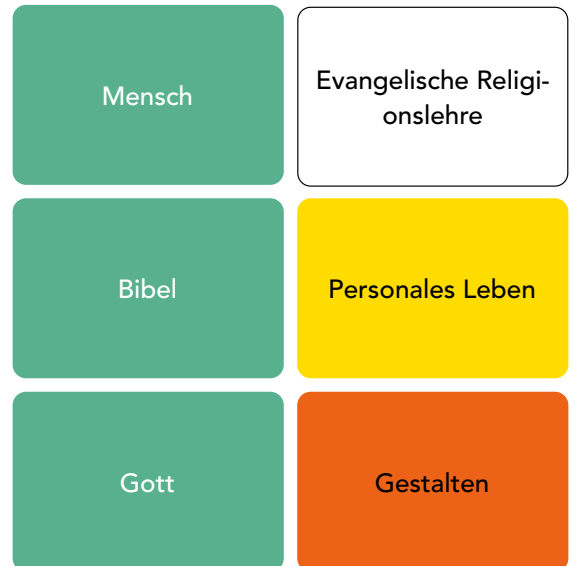 Mensch
Evangelische Religi-
onslehre
Bibel
Personales Leben
Gott
Gestalten